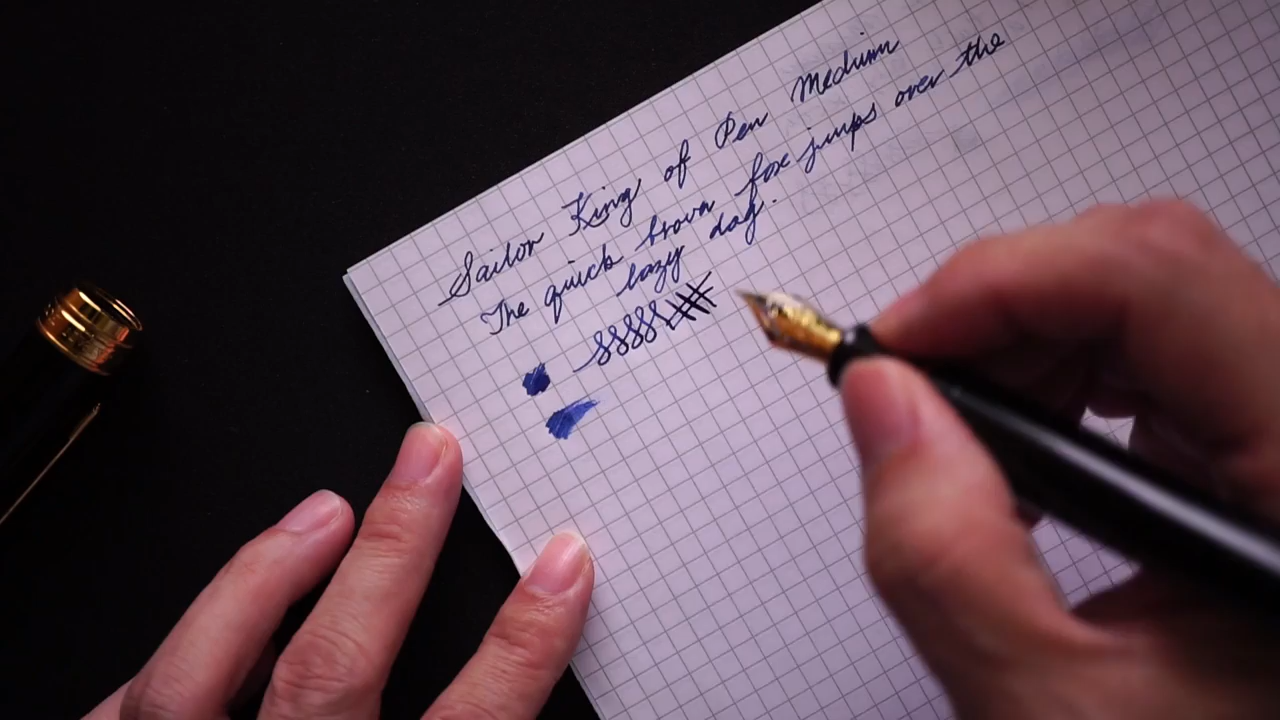 Sailor King of Pen Medium
The quick brown fox jumps over the
lazy dog.